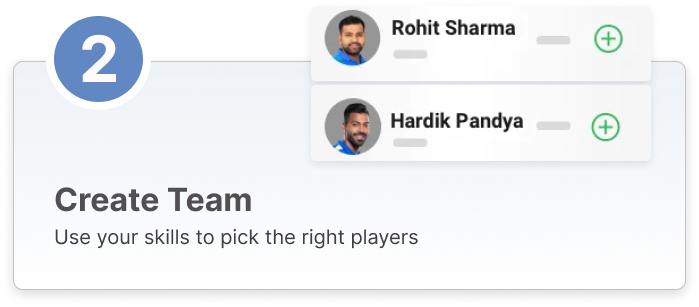 2
Rohit Sharma
Hardik Pandya
Create Team
Use your skills to pick the right players